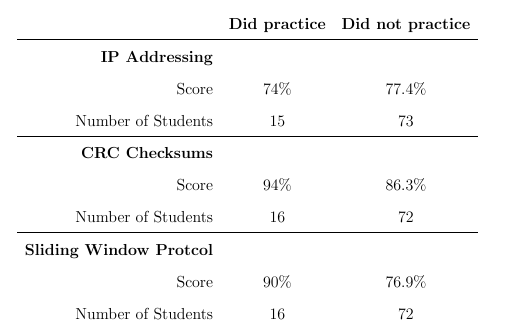 Did practice Did not practice
IP Addressing
Score 74% 77.4%
Number of Students 15 73
CRC Checksums
Score 94% 86.3%
Number of Students 16 72
Sliding Window Protcol
Score 90% 76.9%
Number of Students 16 72